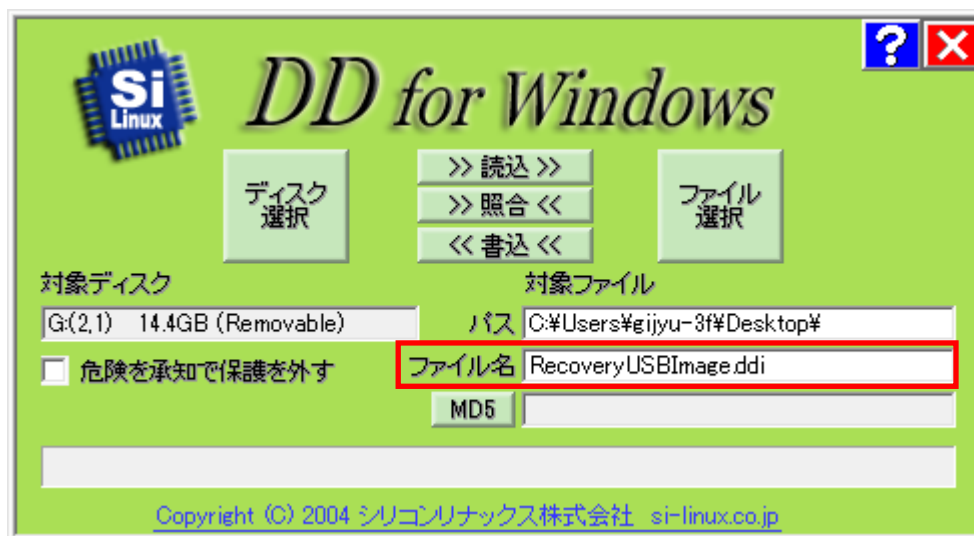 Si
Linux
DD for Windows
?
ディスク
選択
>> 読込 >>
>> 照合 <<
<< 書込 <<
ファイル
選択
対象ディスク
対象ファイル
G:(2,1) 14.4GB (Removable)
パス C:¥Users¥gijyu-3f¥Desktop¥
危険を承知で保護を外す
ファイル名 RecoveryUSBImage.ddi
MD5
Copyright (C) 2004 シリコンリナックス株式会社 si-linux.co.jp